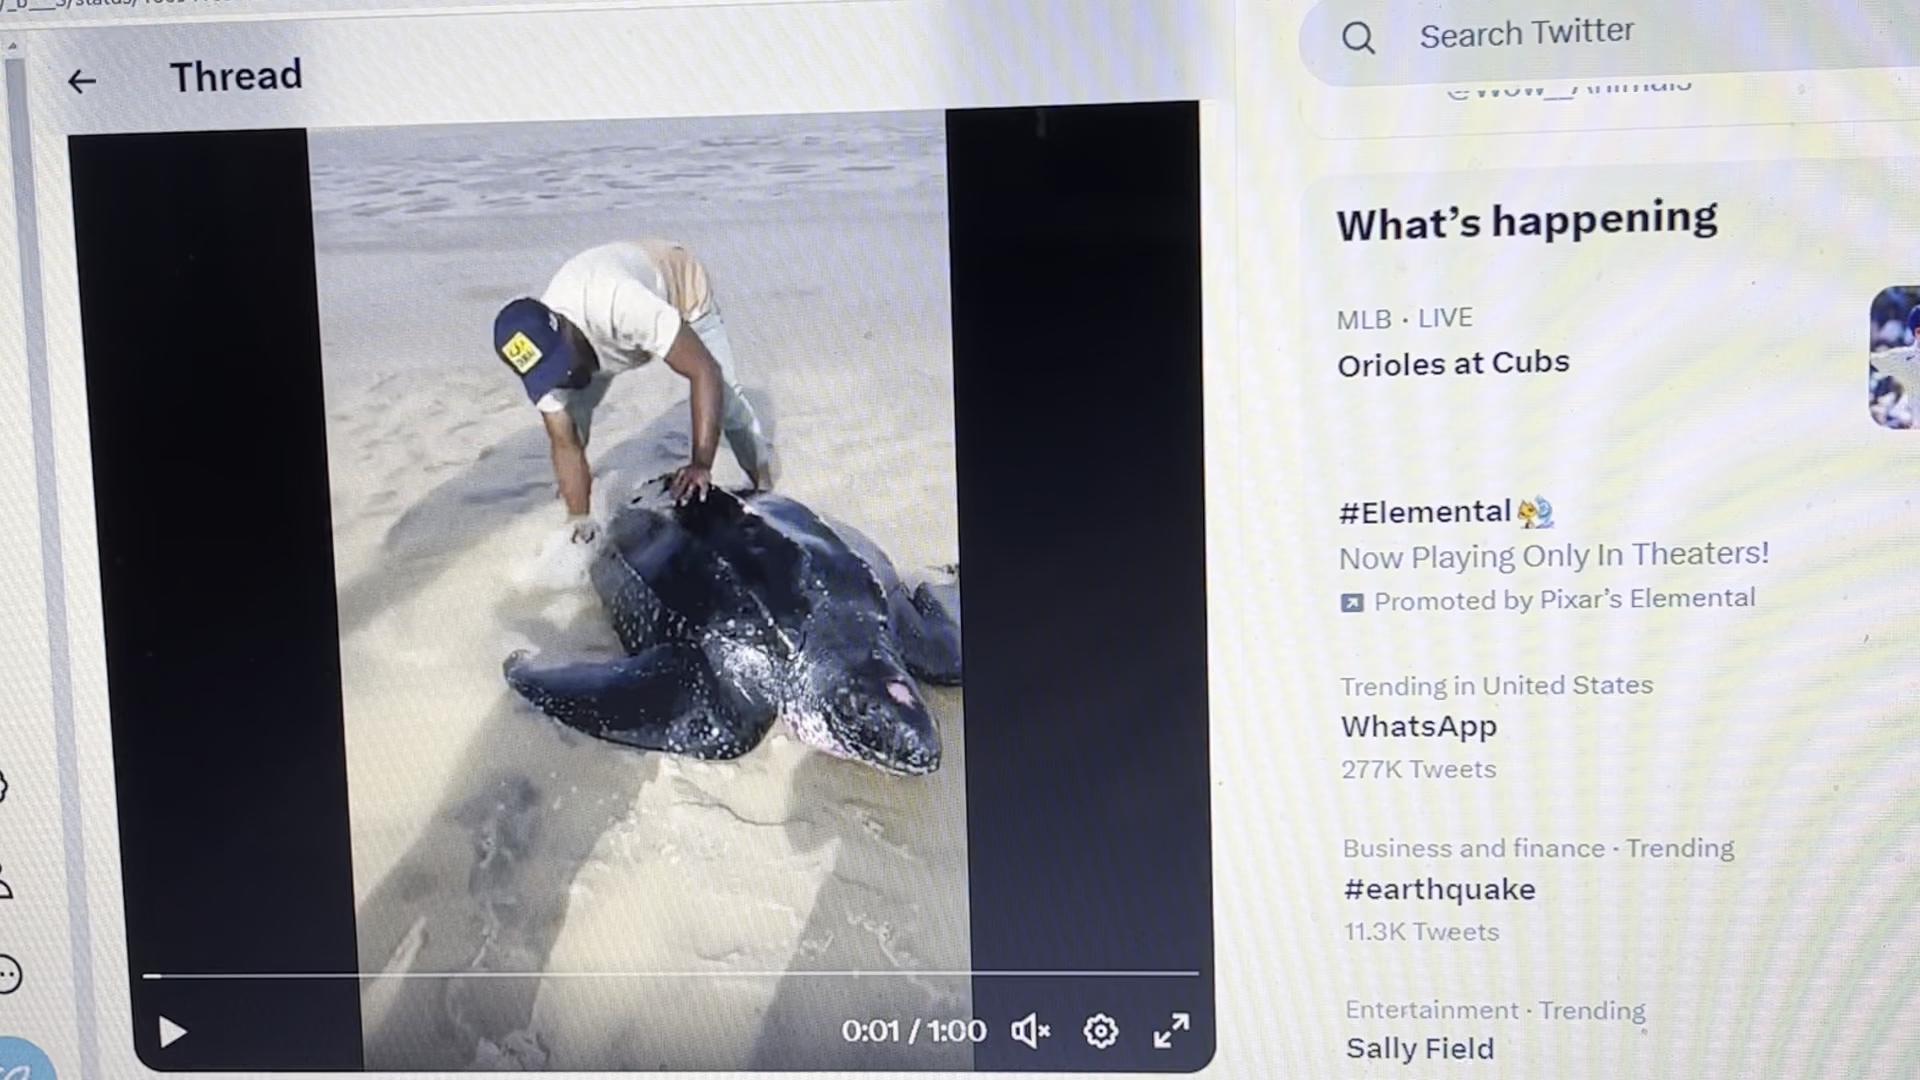 Thread
Search Twitter
@Wow__Animals
What's happening
MLB · LIVE
Orioles at Cubs
#Elemental
Now Playing Only In Theaters!
Promoted by Pixar's Elemental
Trending in United States
WhatsApp
277K Tweets
Business and finance · Trending
#earthquake
11.3K Tweets
Entertainment · Trending
Sally Field
0:01 / 1:00